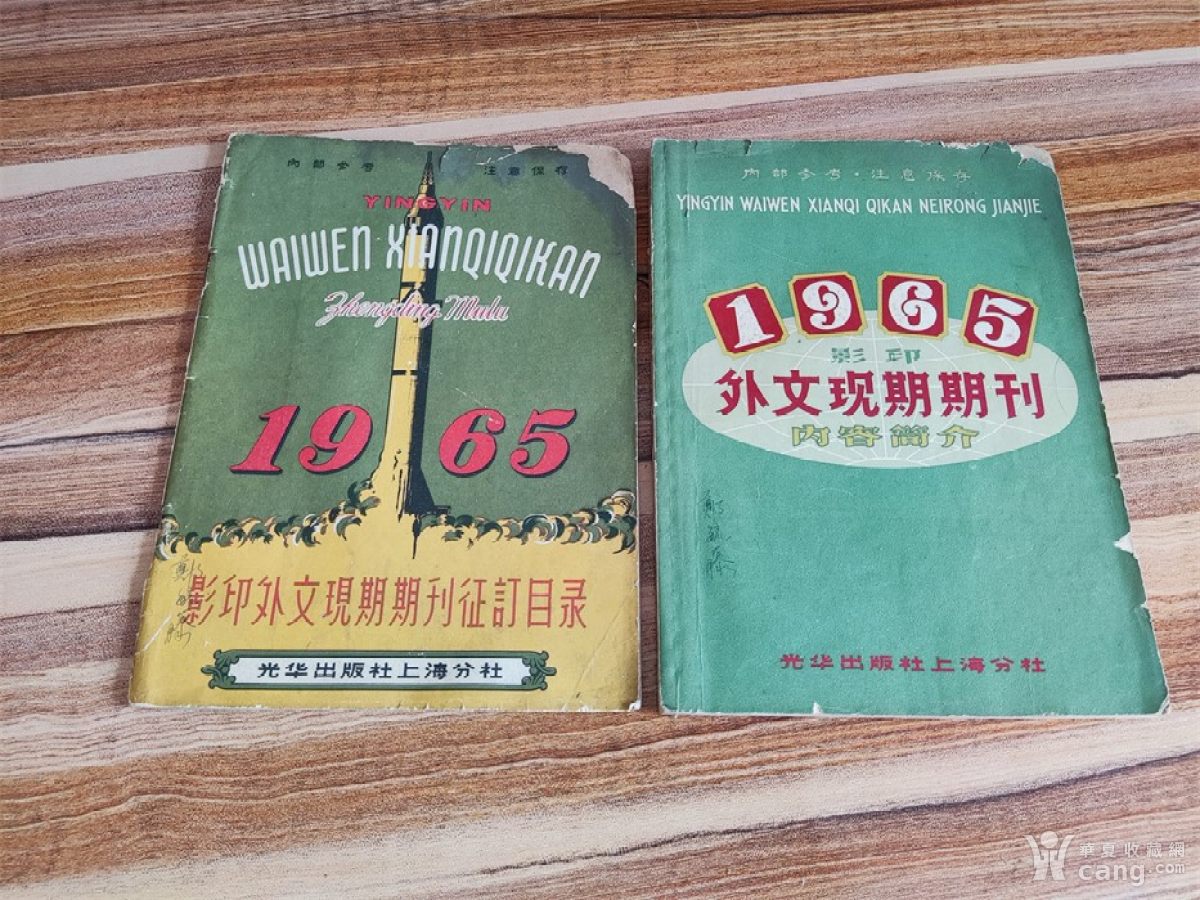 内部参考 注意保存
YINGYIN
WAIWEN XIANQIQIKAN
Zhengding Mulu
1965
影印外文現期期刊征訂目录
光华出版社上海分社
内部参考·注意保存
YINGYIN WAIWEN XIANQI QIKAN NEIRONG JIANJIE
1965
影印
外文现期期刊
内容简介
光华出版社上海分社
華夏收藏網
cang.com